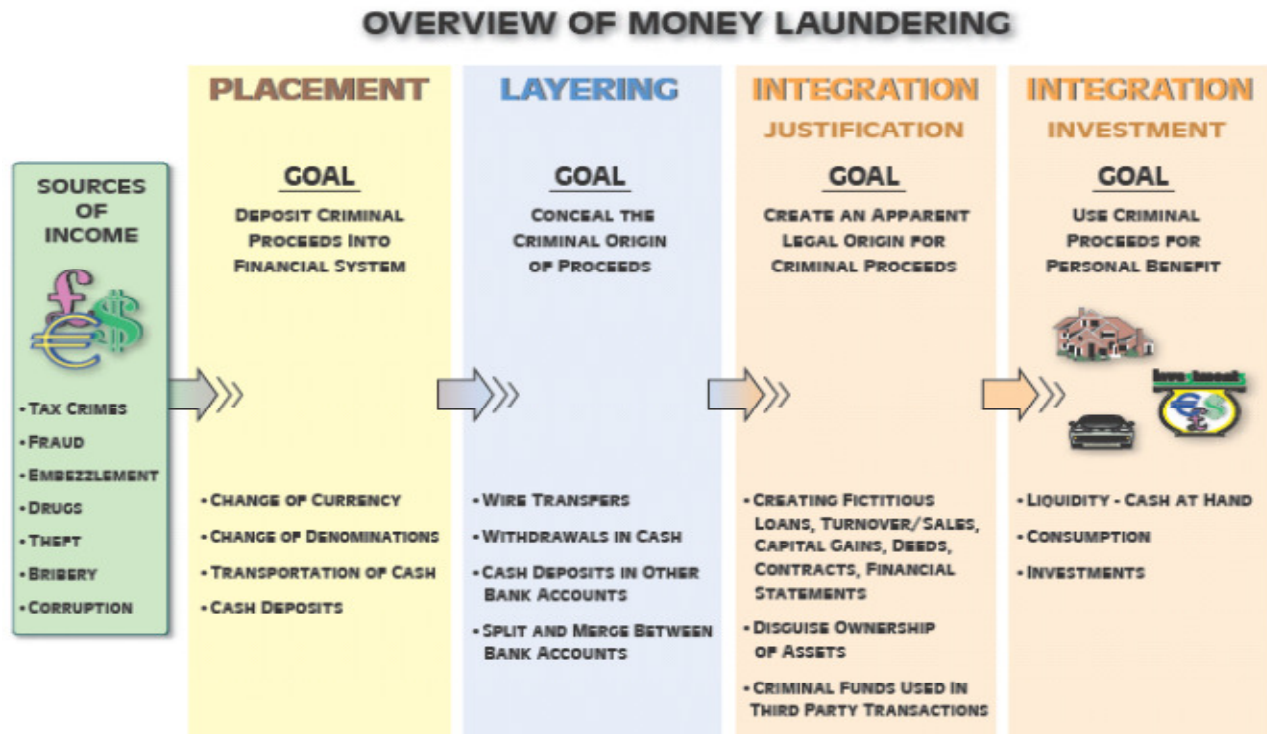 OVERVIEW OF MONEY LAUNDERING
SOURCES
OF
INCOME
• TAX CRIMES
• FRAUD
• EMBEZZLEMENT
• DRUGS
• THEFT
• BRIBERY
• CORRUPTION
PLACEMENT
GOAL
DEPOSIT CRIMINAL
PROCEEDS INTO
FINANCIAL SYSTEM
• CHANGE OF CURRENCY
• CHANGE OF DENOMINATIONS
• TRANSPORTATION OF CASH
• CASH DEPOSITS
LAYERING
GOAL
CONCEAL THE
CRIMINAL ORIGIN
OF PROCEEDS
• WIRE TRANSFERS
• WITHDRAWALS IN CASH
• CASH DEPOSITS IN OTHER
BANK ACCOUNTS
• SPLIT AND MERGE BETWEEN
BANK ACCOUNTS
INTEGRATION
JUSTIFICATION
GOAL
CREATE AN APPARENT
LEGAL ORIGIN FOR
CRIMINAL PROCEEDS
• CREATING FICTITIOUS
LOANS, TURNOVER/SALES,
CAPITAL GAINS, DEEDS,
CONTRACTS, FINANCIAL
STATEMENTS
• DISGUISE OWNERSHIP
OF ASSETS
• CRIMINAL FUNDS USED IN
THIRD PARTY TRANSACTIONS
INTEGRATION
INVESTMENT
GOAL
USE CRIMINAL
PROCEEDS FOR
PERSONAL BENEFIT
Investments
• LIQUIDITY - CASH AT HAND
• CONSUMPTION
• INVESTMENTS